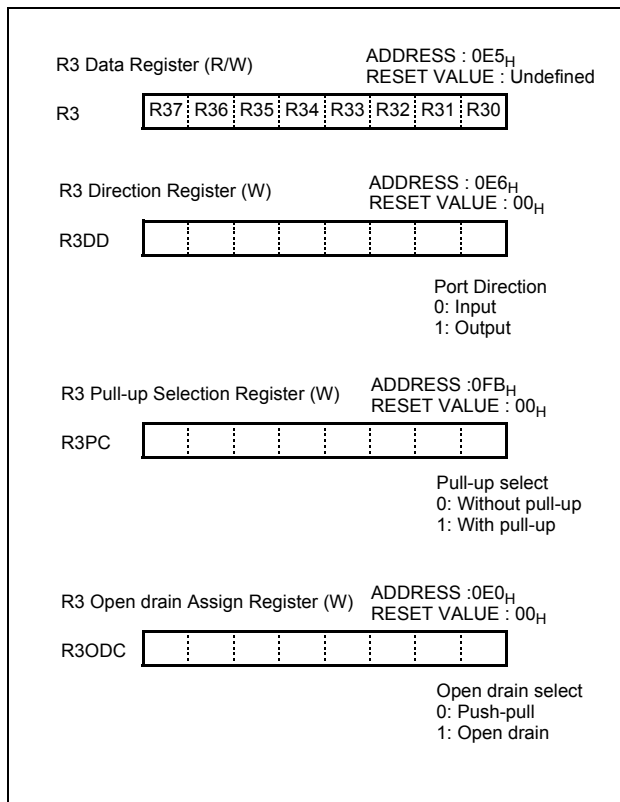 R3 Data Register (R/W)
ADDRESS : 0E5H
RESET VALUE : Undefined
R3
R37 R36 R35 R34 R33 R32 R31 R30
R3 Direction Register (W)
ADDRESS : 0E6H
RESET VALUE : 00H
R3DD
Port Direction
0: Input
1: Output
R3 Pull-up Selection Register (W)
ADDRESS :0FBH
RESET VALUE : 00H
R3PC
Pull-up select
0: Without pull-up
1: With pull-up
R3 Open drain Assign Register (W)
ADDRESS :0E0H
RESET VALUE : 00H
R3ODC
Open drain select
0: Push-pull
1: Open drain